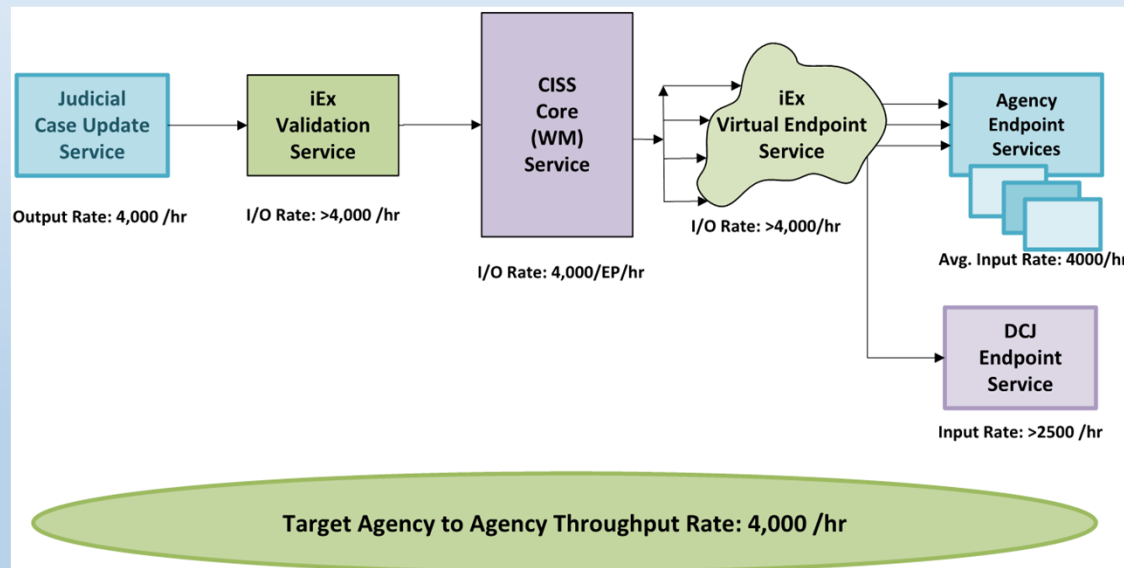 Judicial
Case Update
Service
Output Rate: 4,000 /hr
iEx
Validation
Service
I/O Rate: >4,000 /hr
CISS
Core
(WM)
Service
I/O Rate: 4,000/EP/hr
iEx
Virtual Endpoint
Service
I/O Rate: >4,000/hr
Agency
Endpoint
Services
Avg. Input Rate: 4000/hr
DCJ
Endpoint
Service
Input Rate: >2500 /hr
Target Agency to Agency Throughput Rate: 4,000 /hr